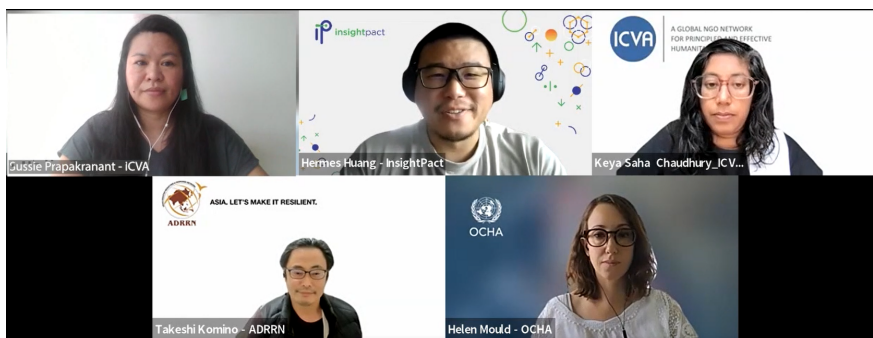 insightpact
ICVA
A GLOBAL NGO NETWORK
FOR PRINCIPLED AND EFFECTIVE
Sussie Prapakranant - ICVA
Hermes Huang - InsightPact
Keya Saha Chaudhury_ICV...
ASIA. LET'S MAKE IT RESILIENT.
ADRRN
OCHA
Takeshi Komino - ADRRN
Helen Mould - OCHA